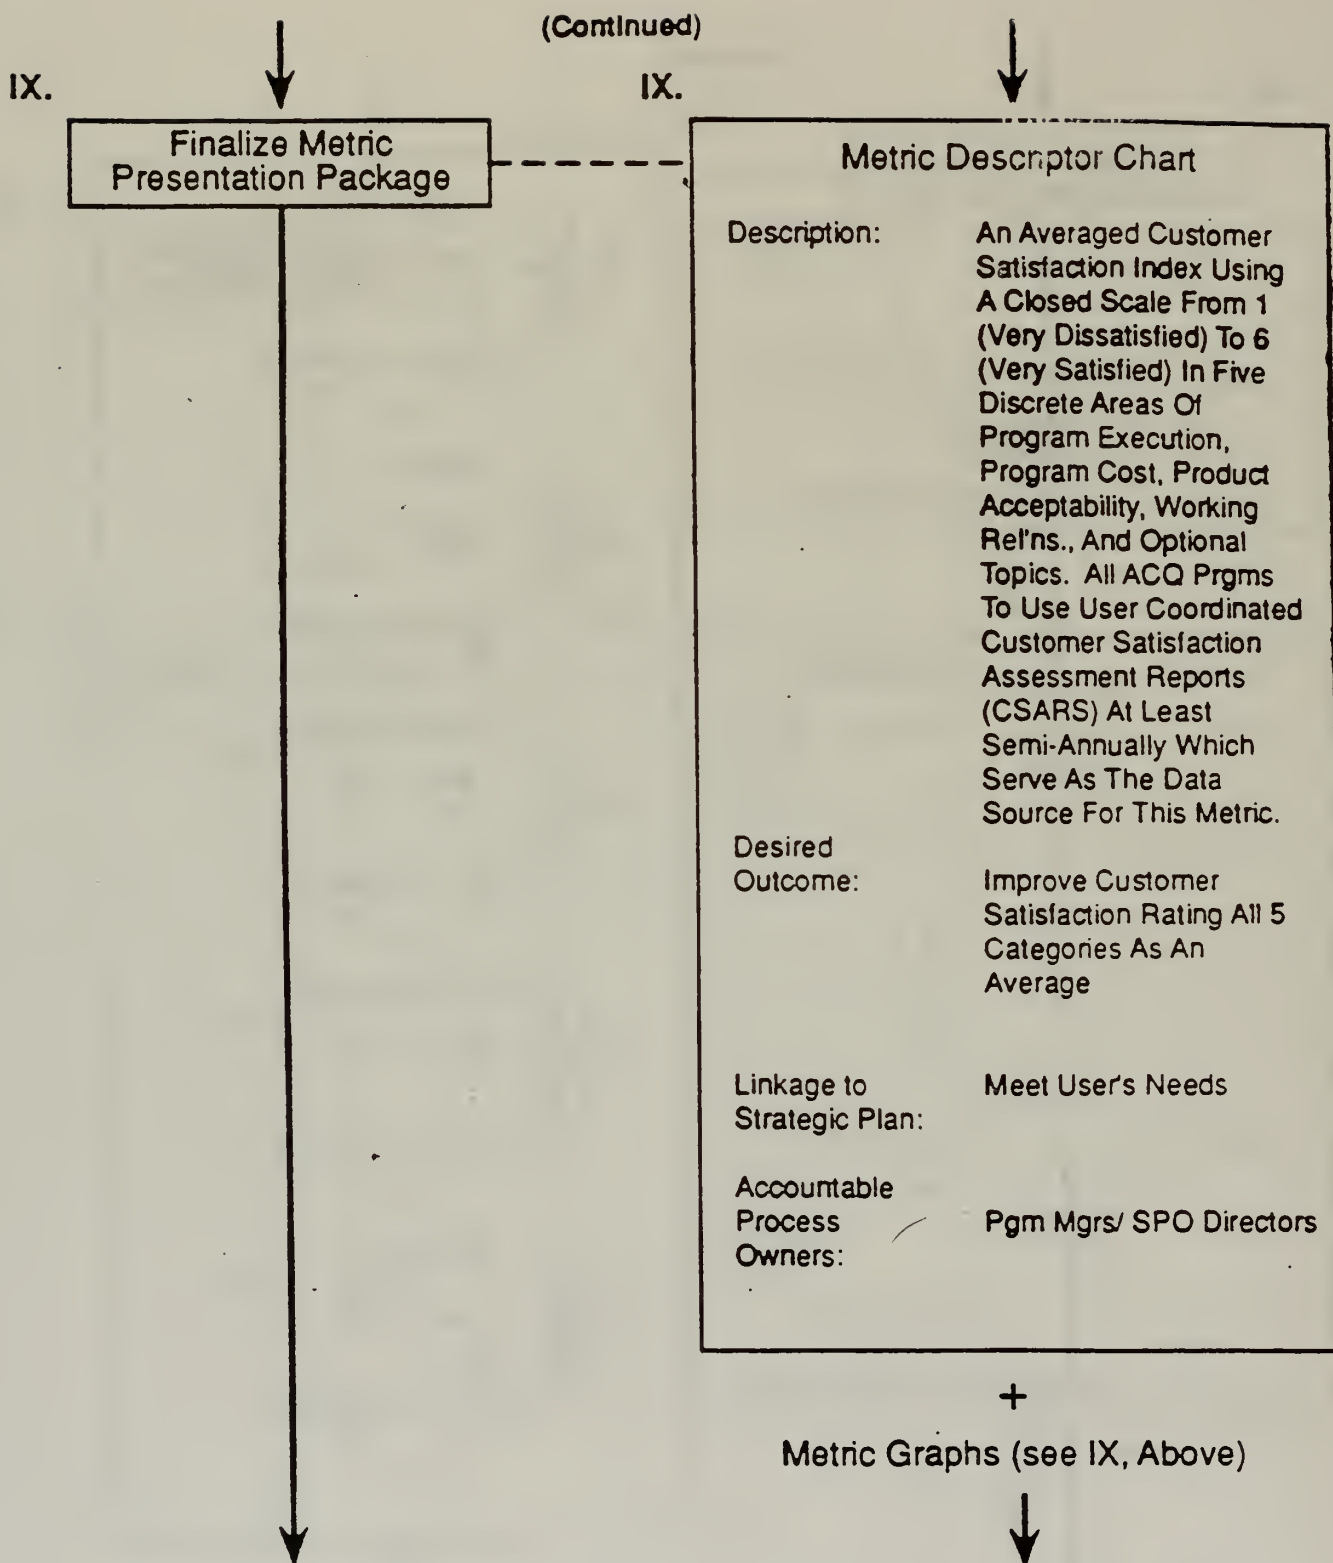 (Continued)
IX.
Finalize Metric
Presentation Package
IX.
Metric Descriptor Chart
Description:
An Averaged Customer
Satisfaction Index Using
A Closed Scale From 1
(Very Dissatisfied) To 6
(Very Satisfied) In Five
Discrete Areas Of
Program Execution,
Program Cost, Product
Acceptability, Working
Rel'ns., And Optional
Topics. All ACQ Prgms
To Use User Coordinated
Customer Satisfaction
Assessment Reports
(CSARS) At Least
Semi-Annually Which
Serve As The Data
Source For This Metric.
Desired
Outcome:
Improve Customer
Satisfaction Rating All 5
Categories As An
Average
Linkage to
Strategic Plan:
Meet User's Needs
Accountable
Process
Owners:
Pgm Mgrs/ SPO Directors
+
Metric Graphs (see IX, Above)